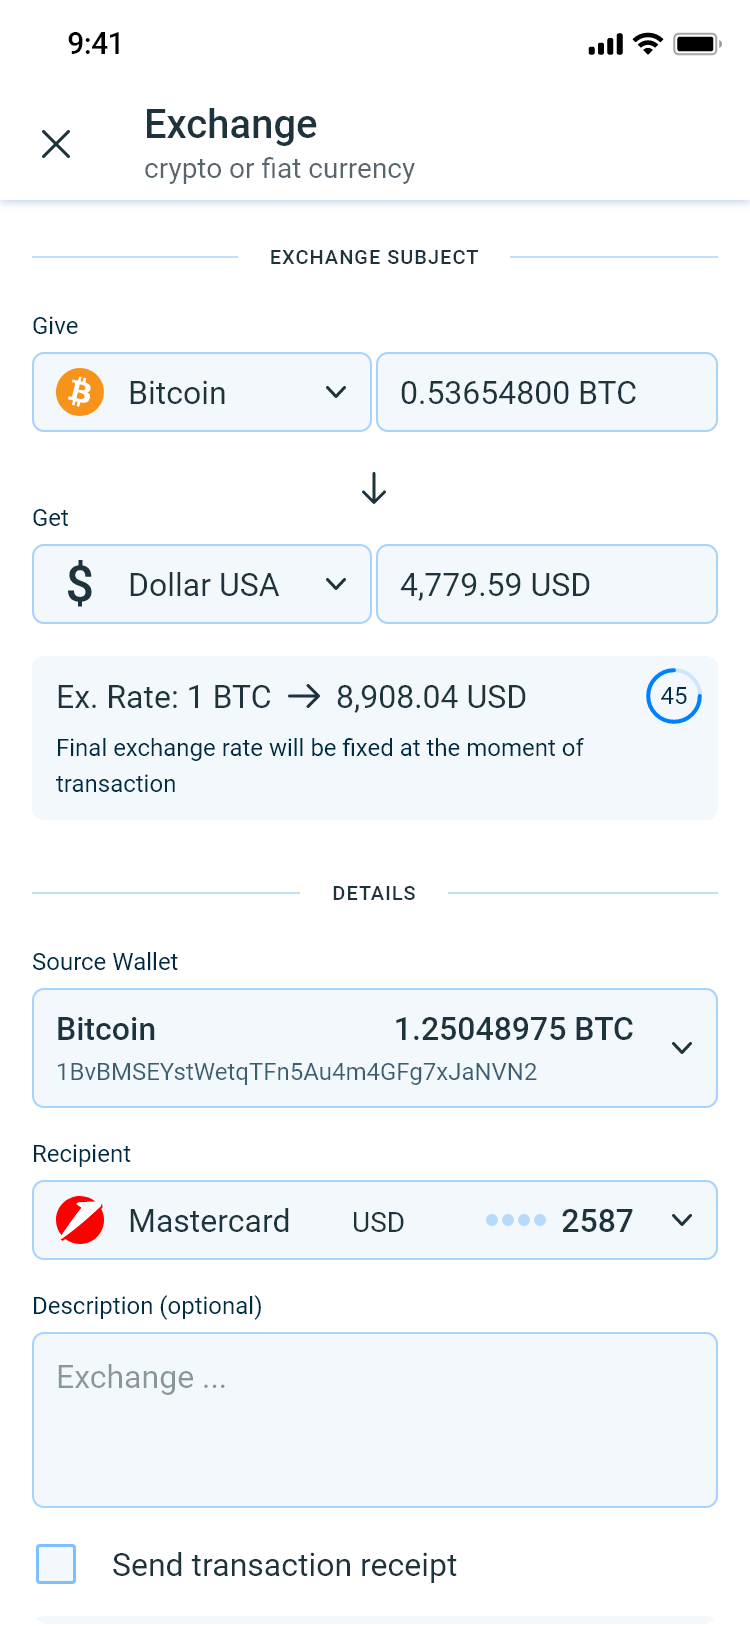 9:41
Exchange
crypto or fiat currency
EXCHANGE SUBJECT
Give
Bitcoin 0.53654800 BTC
Get
$ Dollar USA 4,779.59 USD
Ex. Rate: 1 BTC → 8,908.04 USD 45
Final exchange rate will be fixed at the moment of
transaction
DETAILS
Source Wallet
Bitcoin 1.25048975 BTC
1BvBMSEYstWetqTFn5Au4m4GFg7xJaNVN2
Recipient
Mastercard USD •••• 2587
Description (optional)
Exchange ...
Send transaction receipt